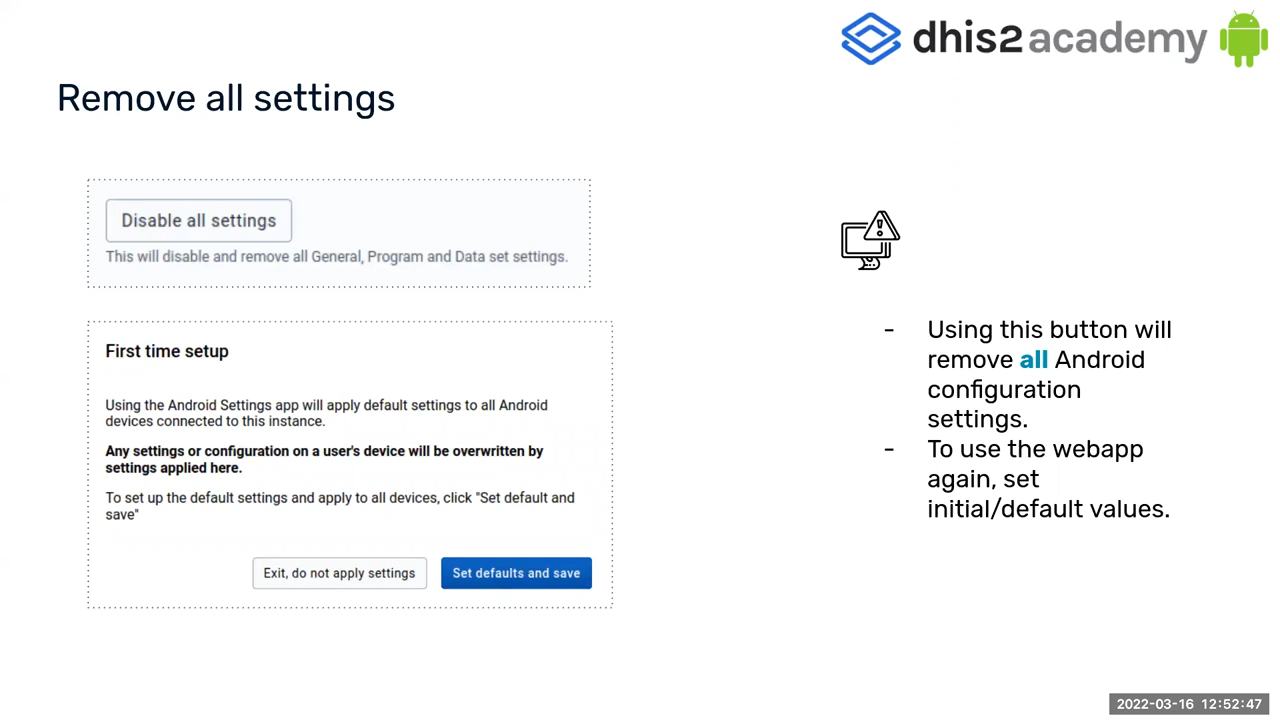 dhis2 academy
Remove all settings
Disable all settings
This will disable and remove all General, Program and Data set settings.
First time setup
Using the Android Settings app will apply default settings to all Android
devices connected to this instance.
Any settings or configuration on a user's device will be overwritten by
settings applied here.
To set up the default settings and apply to all devices, click "Set default and
save"
Exit, do not apply settings
Set defaults and save
- Using this button will
remove all Android
configuration
settings.
- To use the webapp
again, set
initial/default values.
2022-03-16 12:52:47